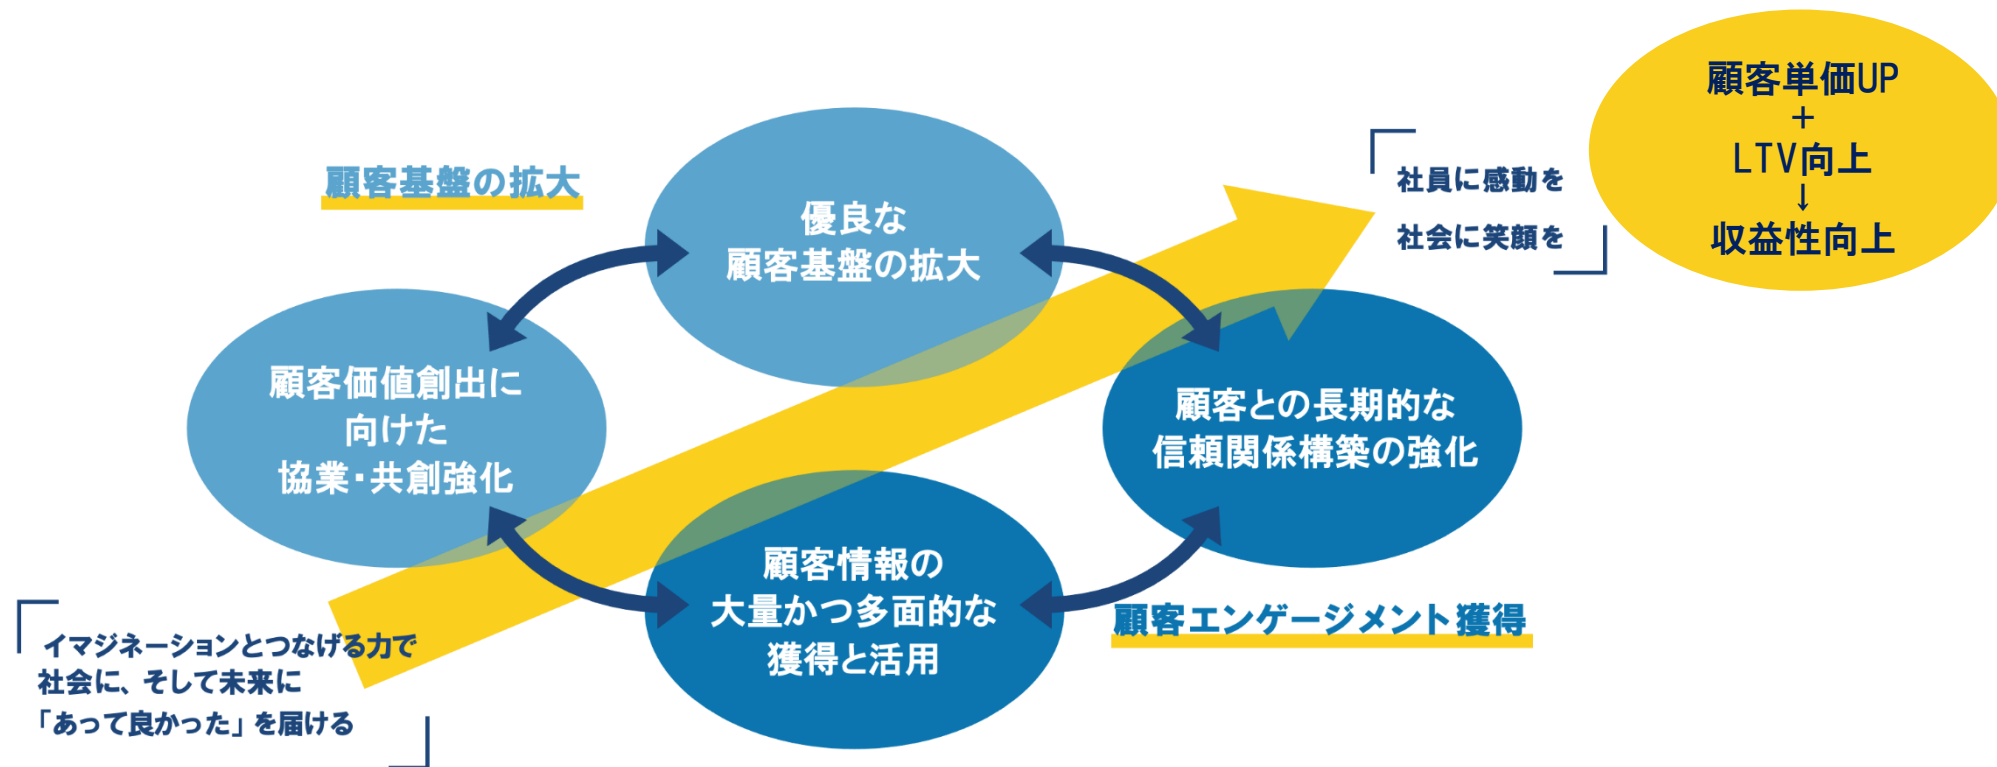 顧客基盤の拡大
優良な
顧客基盤の拡大
社員に感動を
社会に笑顔を
顧客単価UP
+
LTV向上
↓
収益性向上
顧客価値創出に
向けた
協業・共創強化
顧客との長期的な
信頼関係構築の強化
顧客情報の
大量かつ多面的な
獲得と活用
顧客エンゲージメント獲得
イマジネーションとつなげる力で
社会に、そして未来に
「あって良かった」を届ける